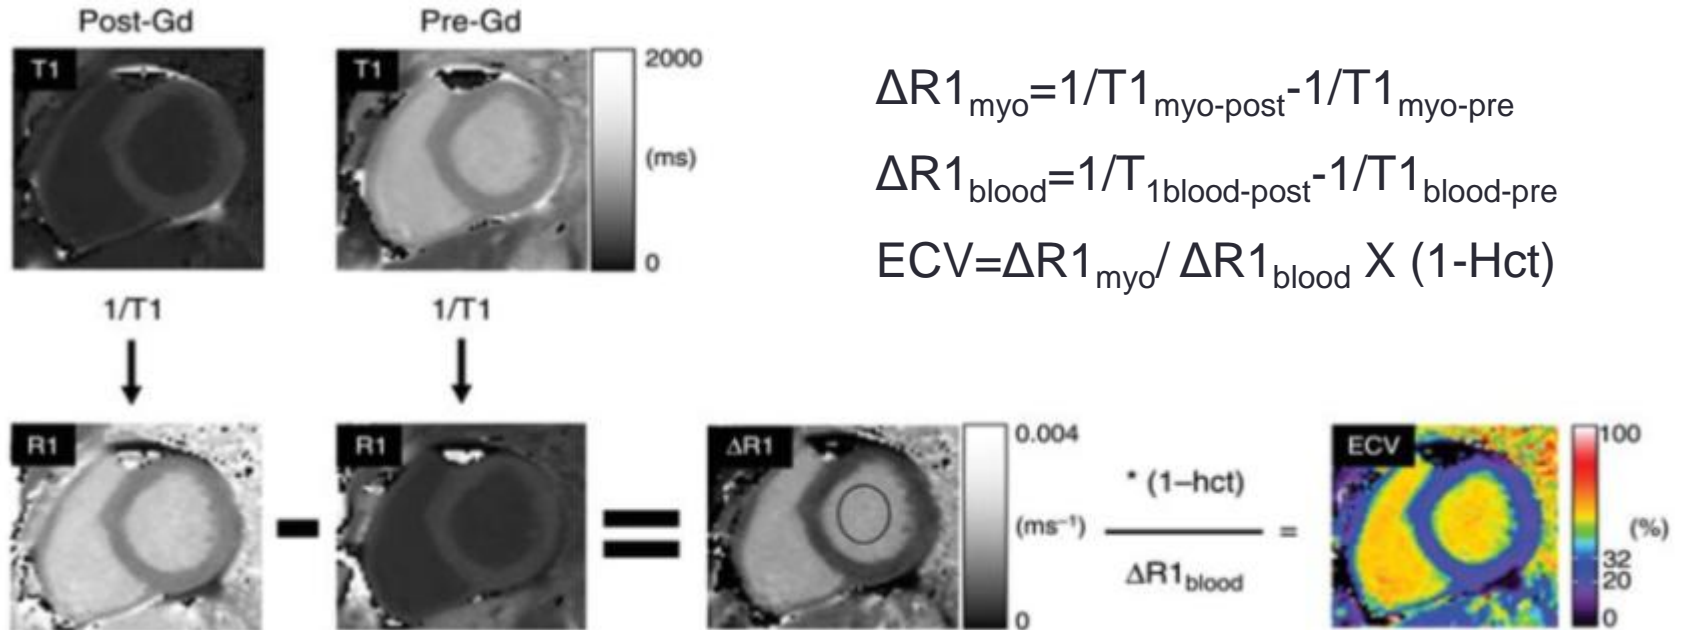 Post-Gd
Pre-Gd
T1
T1
2000
(ms)
0
ΔR1myo=1/T1myo-post-1/T1myo-pre
ΔR1blood=1/T1blood-post-1/T1blood-pre
ECV=ΔR1myo/ ΔR1blood X (1-Hct)
1/T1
1/T1
R1
R1
ΔR1
0.004
(ms⁻¹)
0
* (1–hct)
ΔR1blood
=
ECV
100
(%)
32
20
0